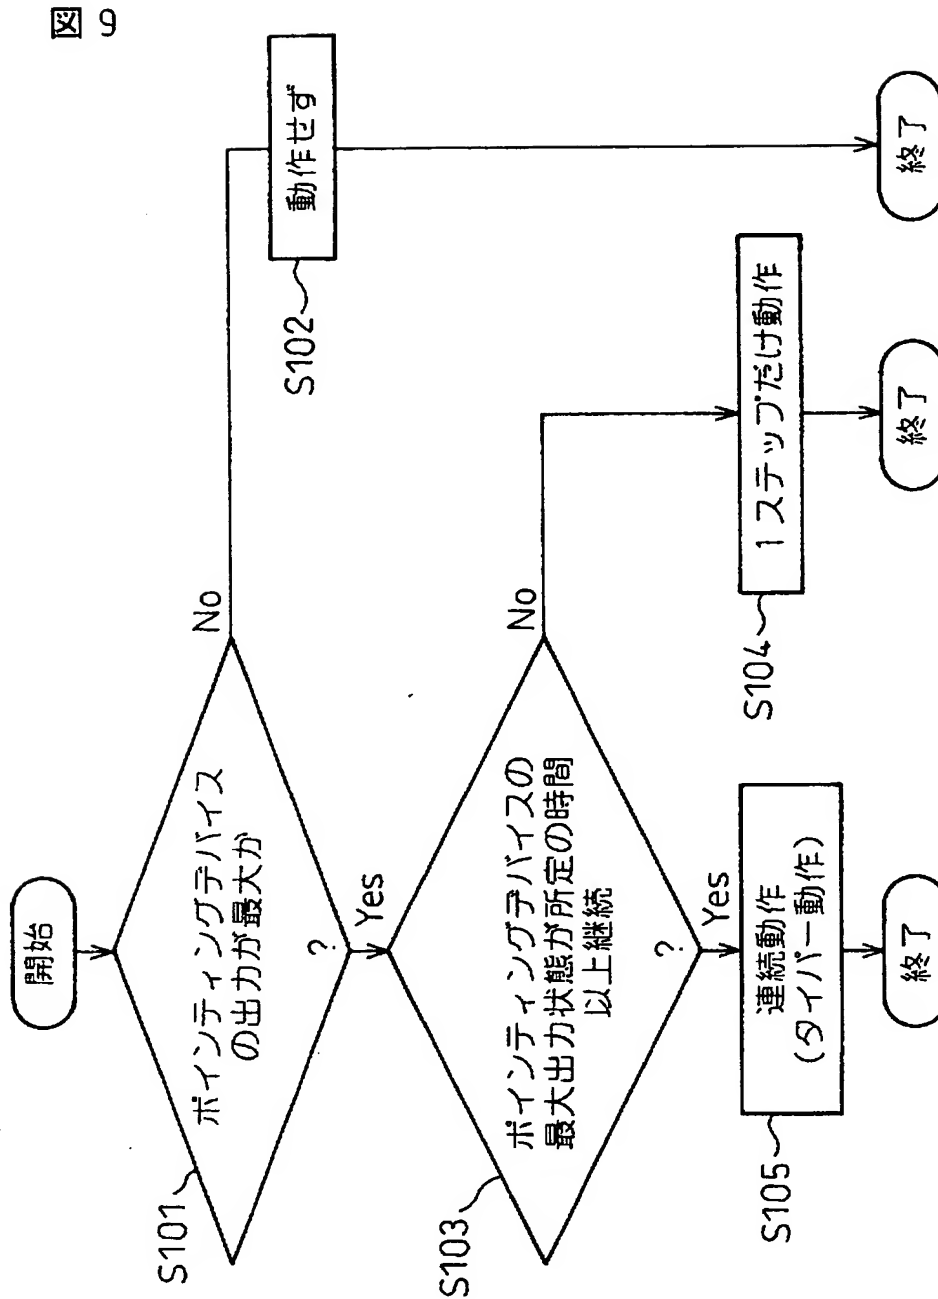 図 9
開始
S101
ポインティングデバイス
の出力が最大か
?
No
Yes
S102
動作せず
終了
S103
ポインティングデバイスの
最大出力状態が所定の時間
以上継続
?
No
Yes
S104
1ステップだけ動作
終了
S105
連続動作
(タイパー動作)
終了